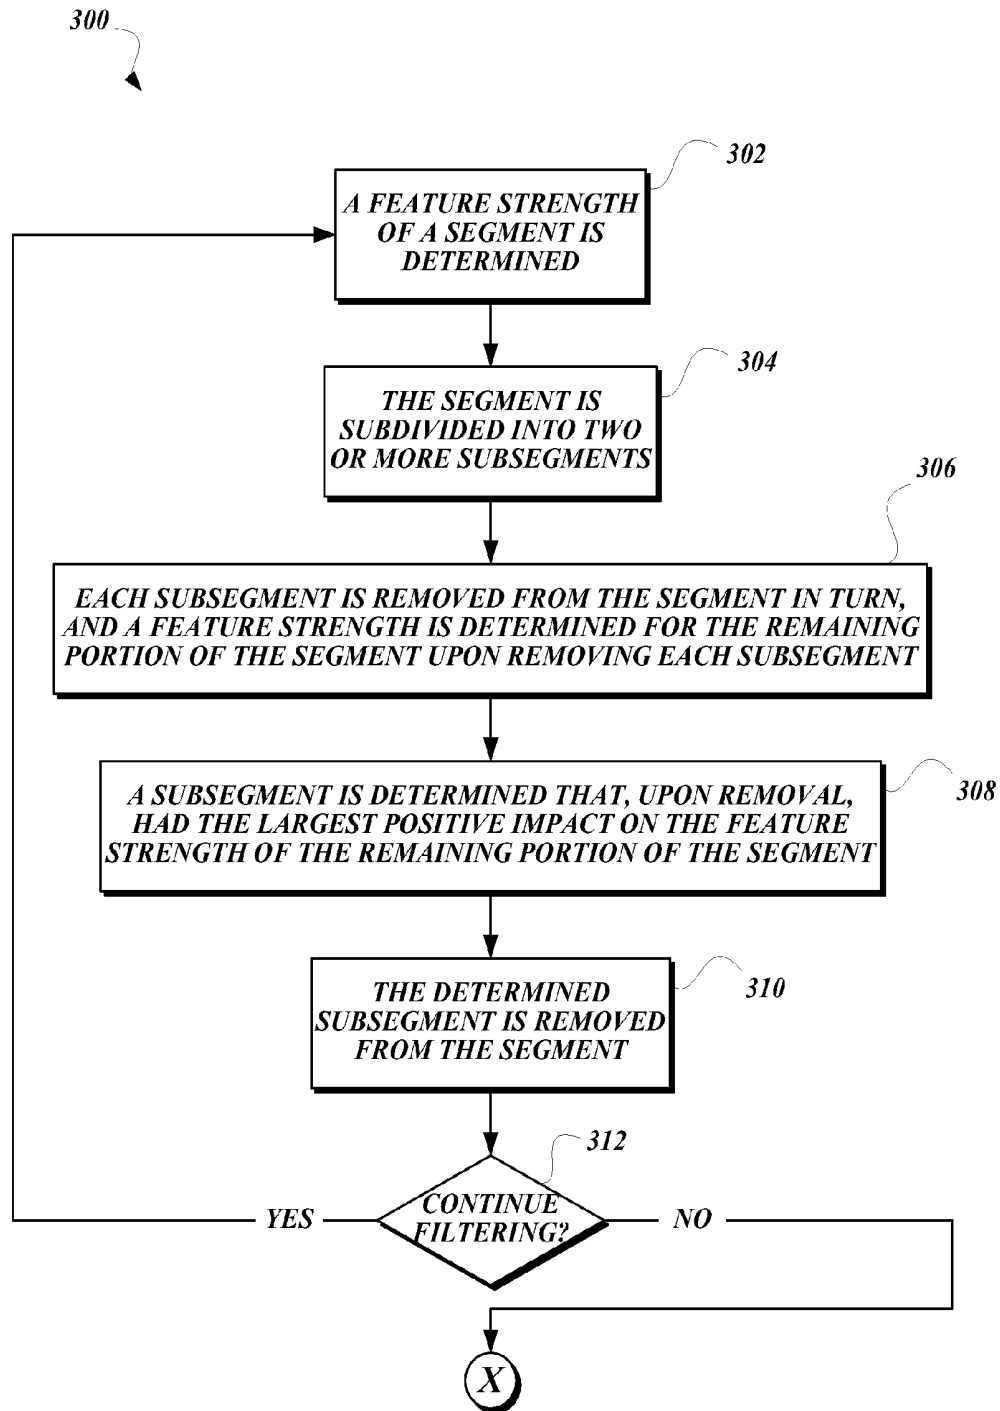 300
302
A FEATURE STRENGTH
OF A SEGMENT IS
DETERMINED
304
THE SEGMENT IS
SUBDIVIDED INTO TWO
OR MORE SUBSEGMENTS
306
EACH SUBSEGMENT IS REMOVED FROM THE SEGMENT IN TURN,
AND A FEATURE STRENGTH IS DETERMINED FOR THE REMAINING
PORTION OF THE SEGMENT UPON REMOVING EACH SUBSEGMENT
308
A SUBSEGMENT IS DETERMINED THAT, UPON REMOVAL,
HAD THE LARGEST POSITIVE IMPACT ON THE FEATURE
STRENGTH OF THE REMAINING PORTION OF THE SEGMENT
310
THE DETERMINED
SUBSEGMENT IS REMOVED
FROM THE SEGMENT
312
CONTINUE
FILTERING?
YES
NO
X